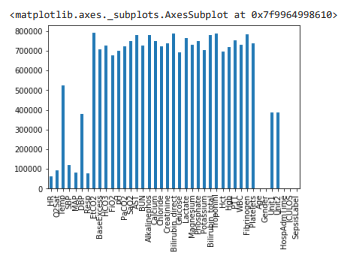 <matplotlib.axes._subplots.AxesSubplot at 0x7f9964998610>
800000
700000
600000
500000
400000
300000
200000
100000
0
HR
O2Sat
Temp
SBP
MAP
DBP
Resp
EtCO2
BaseExcess
HCO3
FiO2
pH
PaCO2
SaO2
AST
BUN
Alkalinephos
Calcium
Chloride
Creatinine
Bilirubin_direct
Glucose
Lactate
Magnesium
Phosphate
Potassium
Bilirubin_total
TroponinI
Hct
Hgb
PTT
WBC
Fibrinogen
Platelets
Age
Gender
Unit1
Unit2
HospAdmTime
ICULOS
SepsisLabel